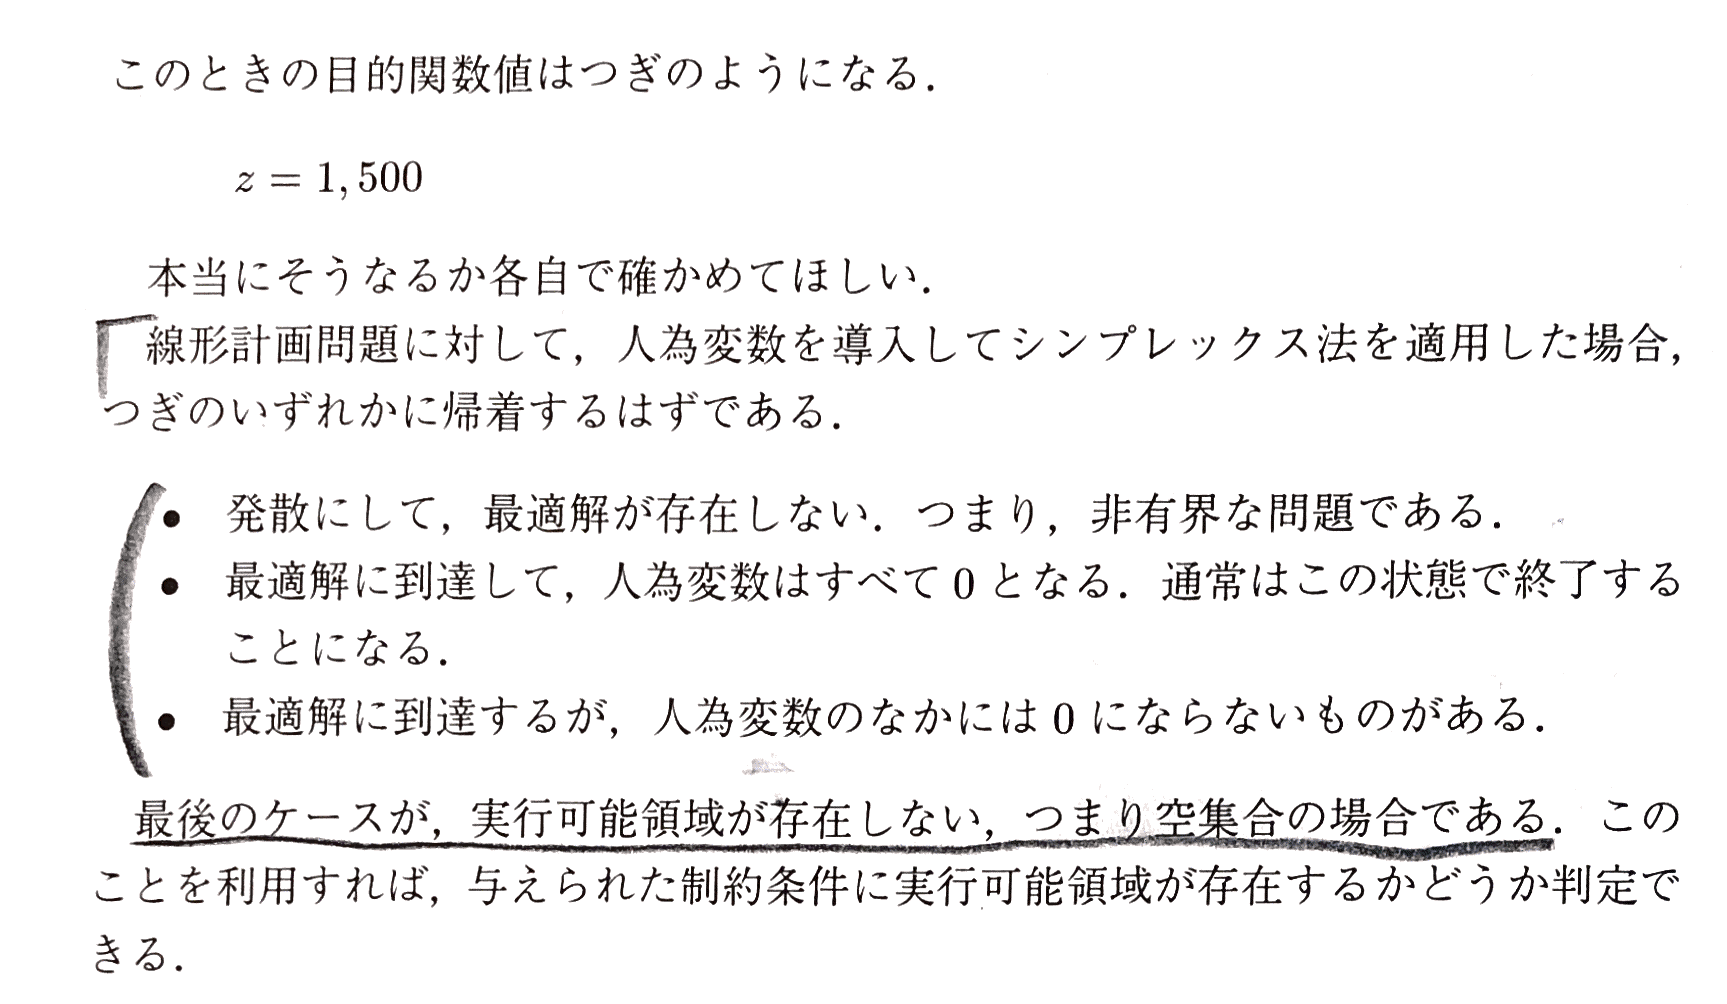 このときの目的関数値はつぎのようになる．
z = 1,500
本当にそうなるか各自で確かめてほしい．
線形計画問題に対して，人為変数を導入してシンプレックス法を適用した場合，
つぎのいずれかに帰着するはずである．
• 発散にして，最適解が存在しない．つまり，非有界な問題である．
• 最適解に到達して，人為変数はすべて 0 となる．通常はこの状態で終了する
ことになる．
• 最適解に到達するが，人為変数のなかには 0 にならないものがある．
最後のケースが，実行可能領域が存在しない，つまり空集合の場合である．この
ことを利用すれば，与えられた制約条件に実行可能領域が存在するかどうか判定で
きる．